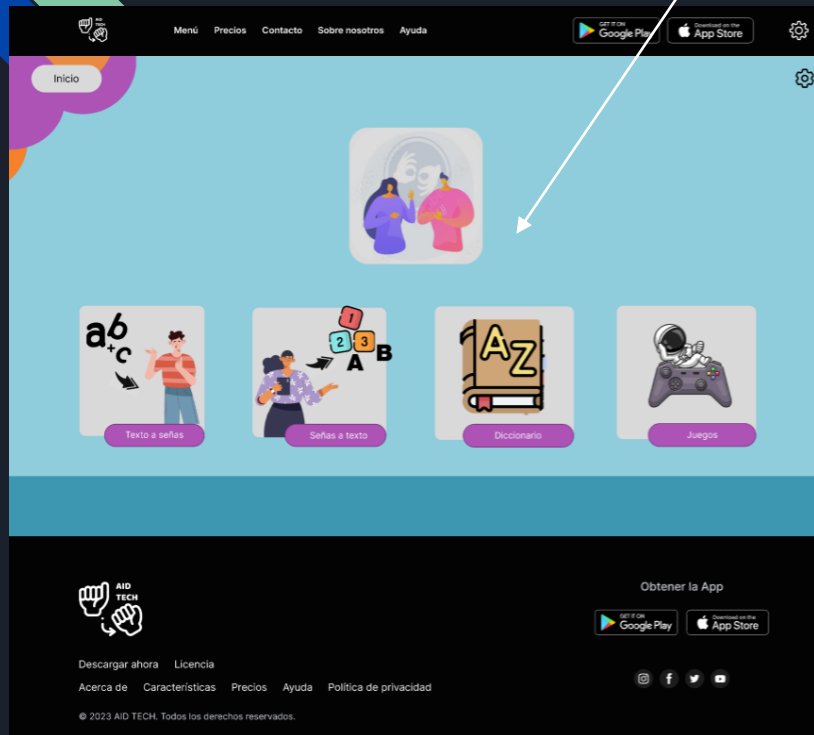 AID
TECH
Menú Precios Contacto Sobre nosotros Ayuda
GET IT ON
Google Play
Download on the
App Store
Inicio
ab
+c
1
2 3
A B
AZ
Texto a señas
Señas a texto
Diccionario
Juegos
AID
TECH
Obtener la App
GET IT ON
Google Play
Download on the
App Store
Descargar ahora Licencia
Acerca de Características Precios Ayuda Política de privacidad
© 2023 AID TECH. Todos los derechos reservados.